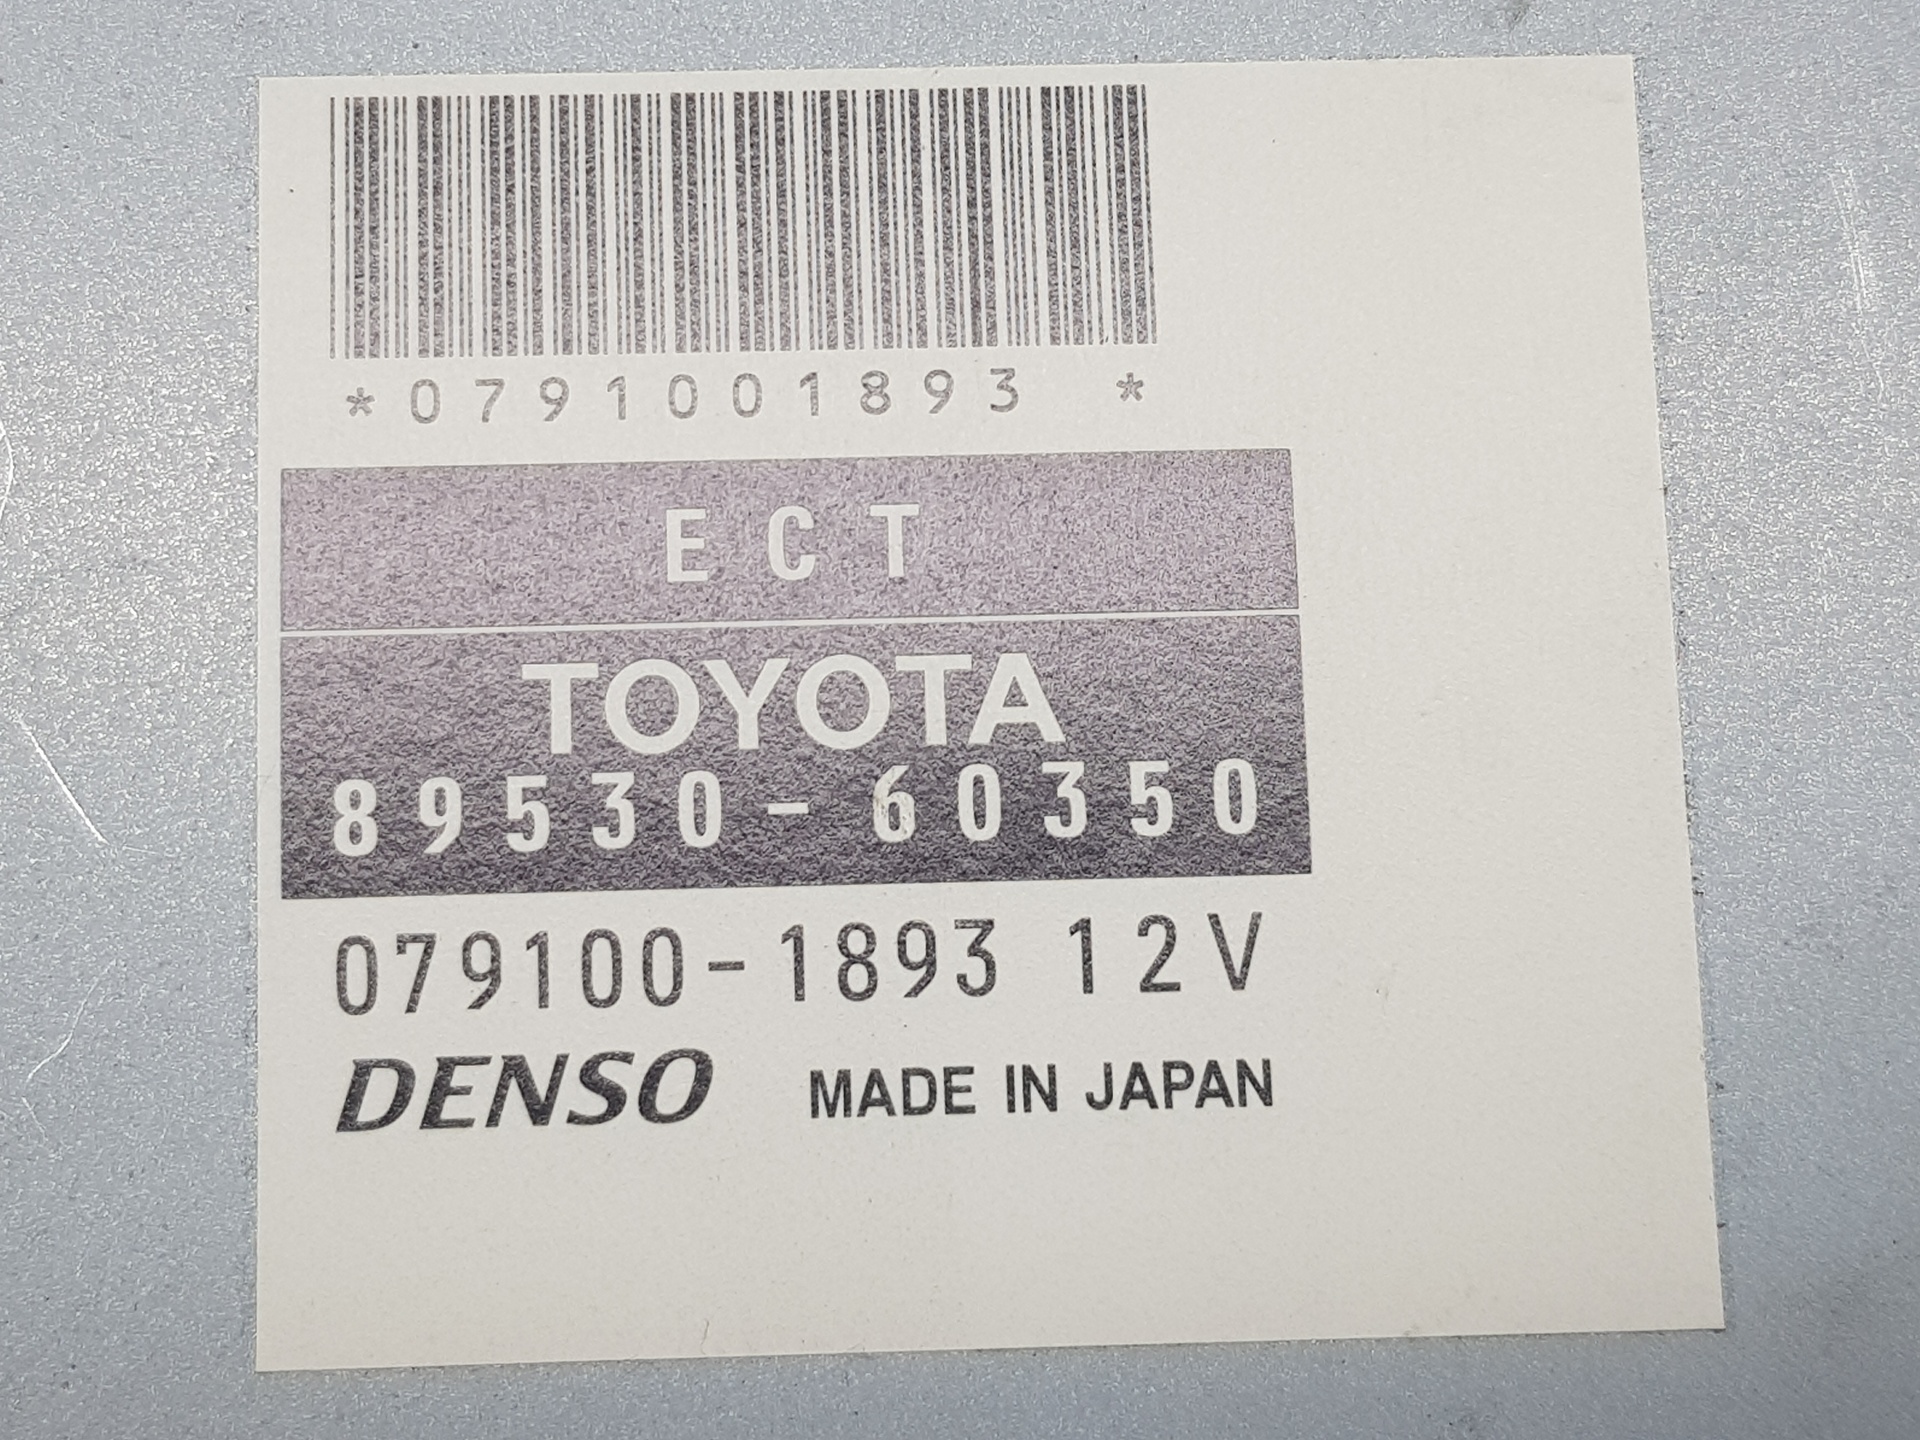 *0791001893 *
ECT
TOYOTA
89530-60350
079100-1893 12V
DENSO MADE IN JAPAN